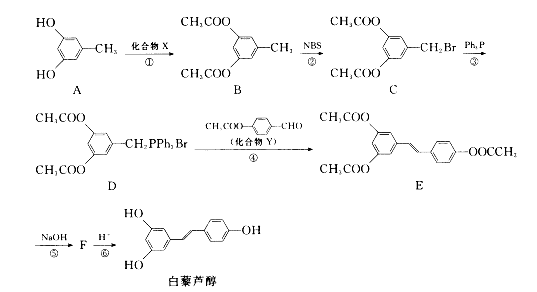 HO
CH₃
HO
A
化合物 X
①
CH₃COO
CH₃
CH₃COO
B
NBS
②
CH₃COO
CH₂Br
CH₃COO
C
Ph₃P
③
CH₃COO
CH₂PPh₃Br
CH₃COO
D
CH₃COO
CHO
(化合物 Y)
④
CH₃COO
OOCCH₃
CH₃COO
E
NaOH
⑤
F
H⁺
⑥
HO
OH
HO
白藜芦醇